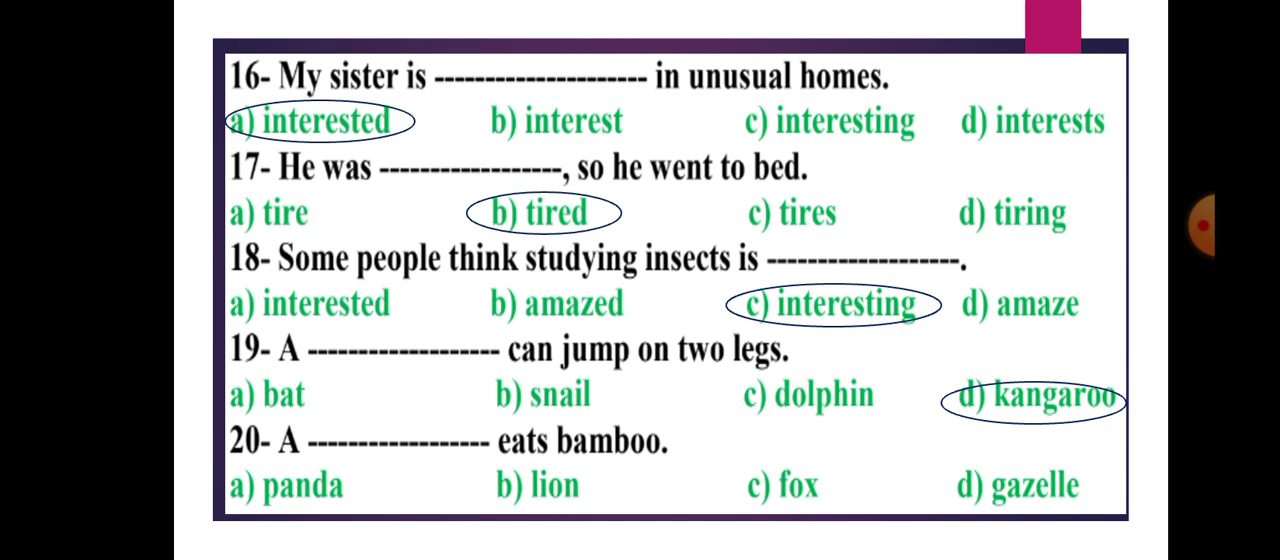 16- My sister is --------------------- in unusual homes.
a) interested b) interest c) interesting d) interests
17- He was ------------------, so he went to bed.
a) tire b) tired c) tires d) tiring
18- Some people think studying insects is -------------------.
a) interested b) amazed c) interesting d) amaze
19- A ------------------- can jump on two legs.
a) bat b) snail c) dolphin d) kangaroo
20- A ------------------ eats bamboo.
a) panda b) lion c) fox d) gazelle